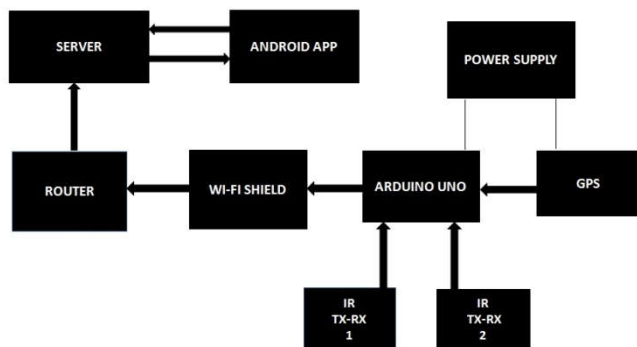 SERVER
ANDROID APP
POWER SUPPLY
ROUTER
WI-FI SHIELD
ARDUINO UNO
GPS
IR
TX-RX
1
IR
TX-RX
2